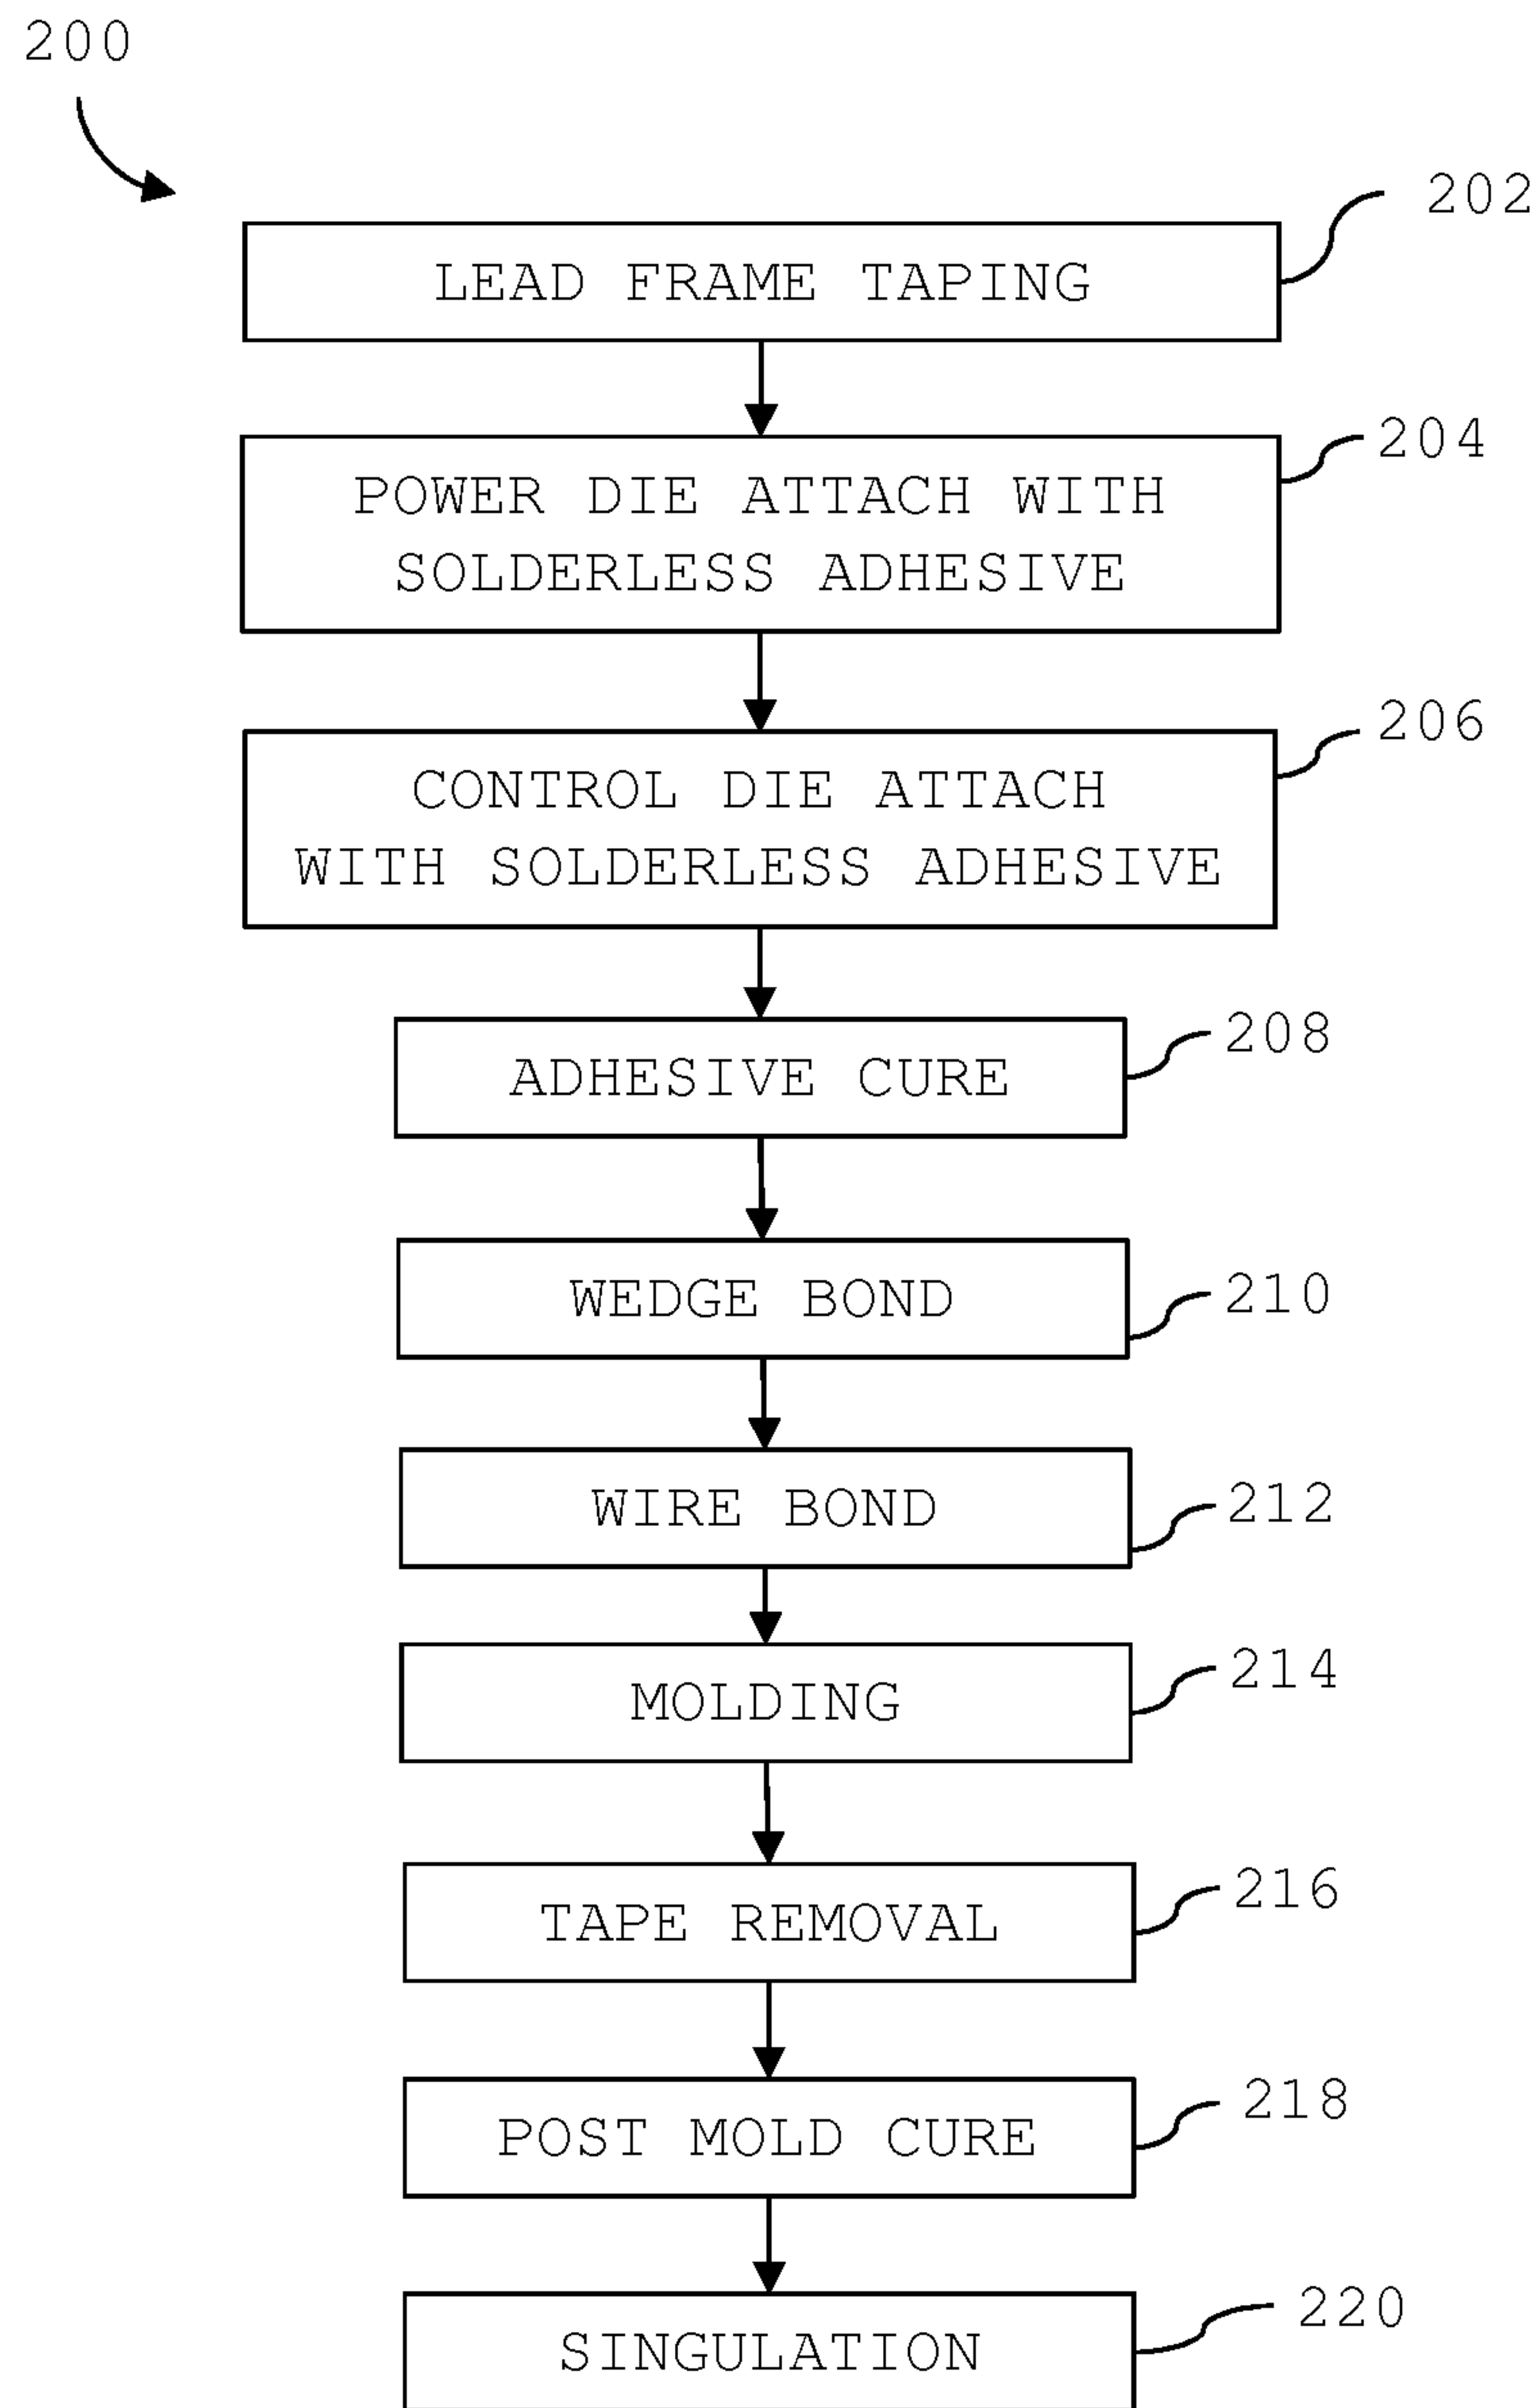 200
202
LEAD FRAME TAPING
204
POWER DIE ATTACH WITH
SOLDERLESS ADHESIVE
206
CONTROL DIE ATTACH
WITH SOLDERLESS ADHESIVE
208
ADHESIVE CURE
210
WEDGE BOND
212
WIRE BOND
214
MOLDING
216
TAPE REMOVAL
218
POST MOLD CURE
220
SINGULATION